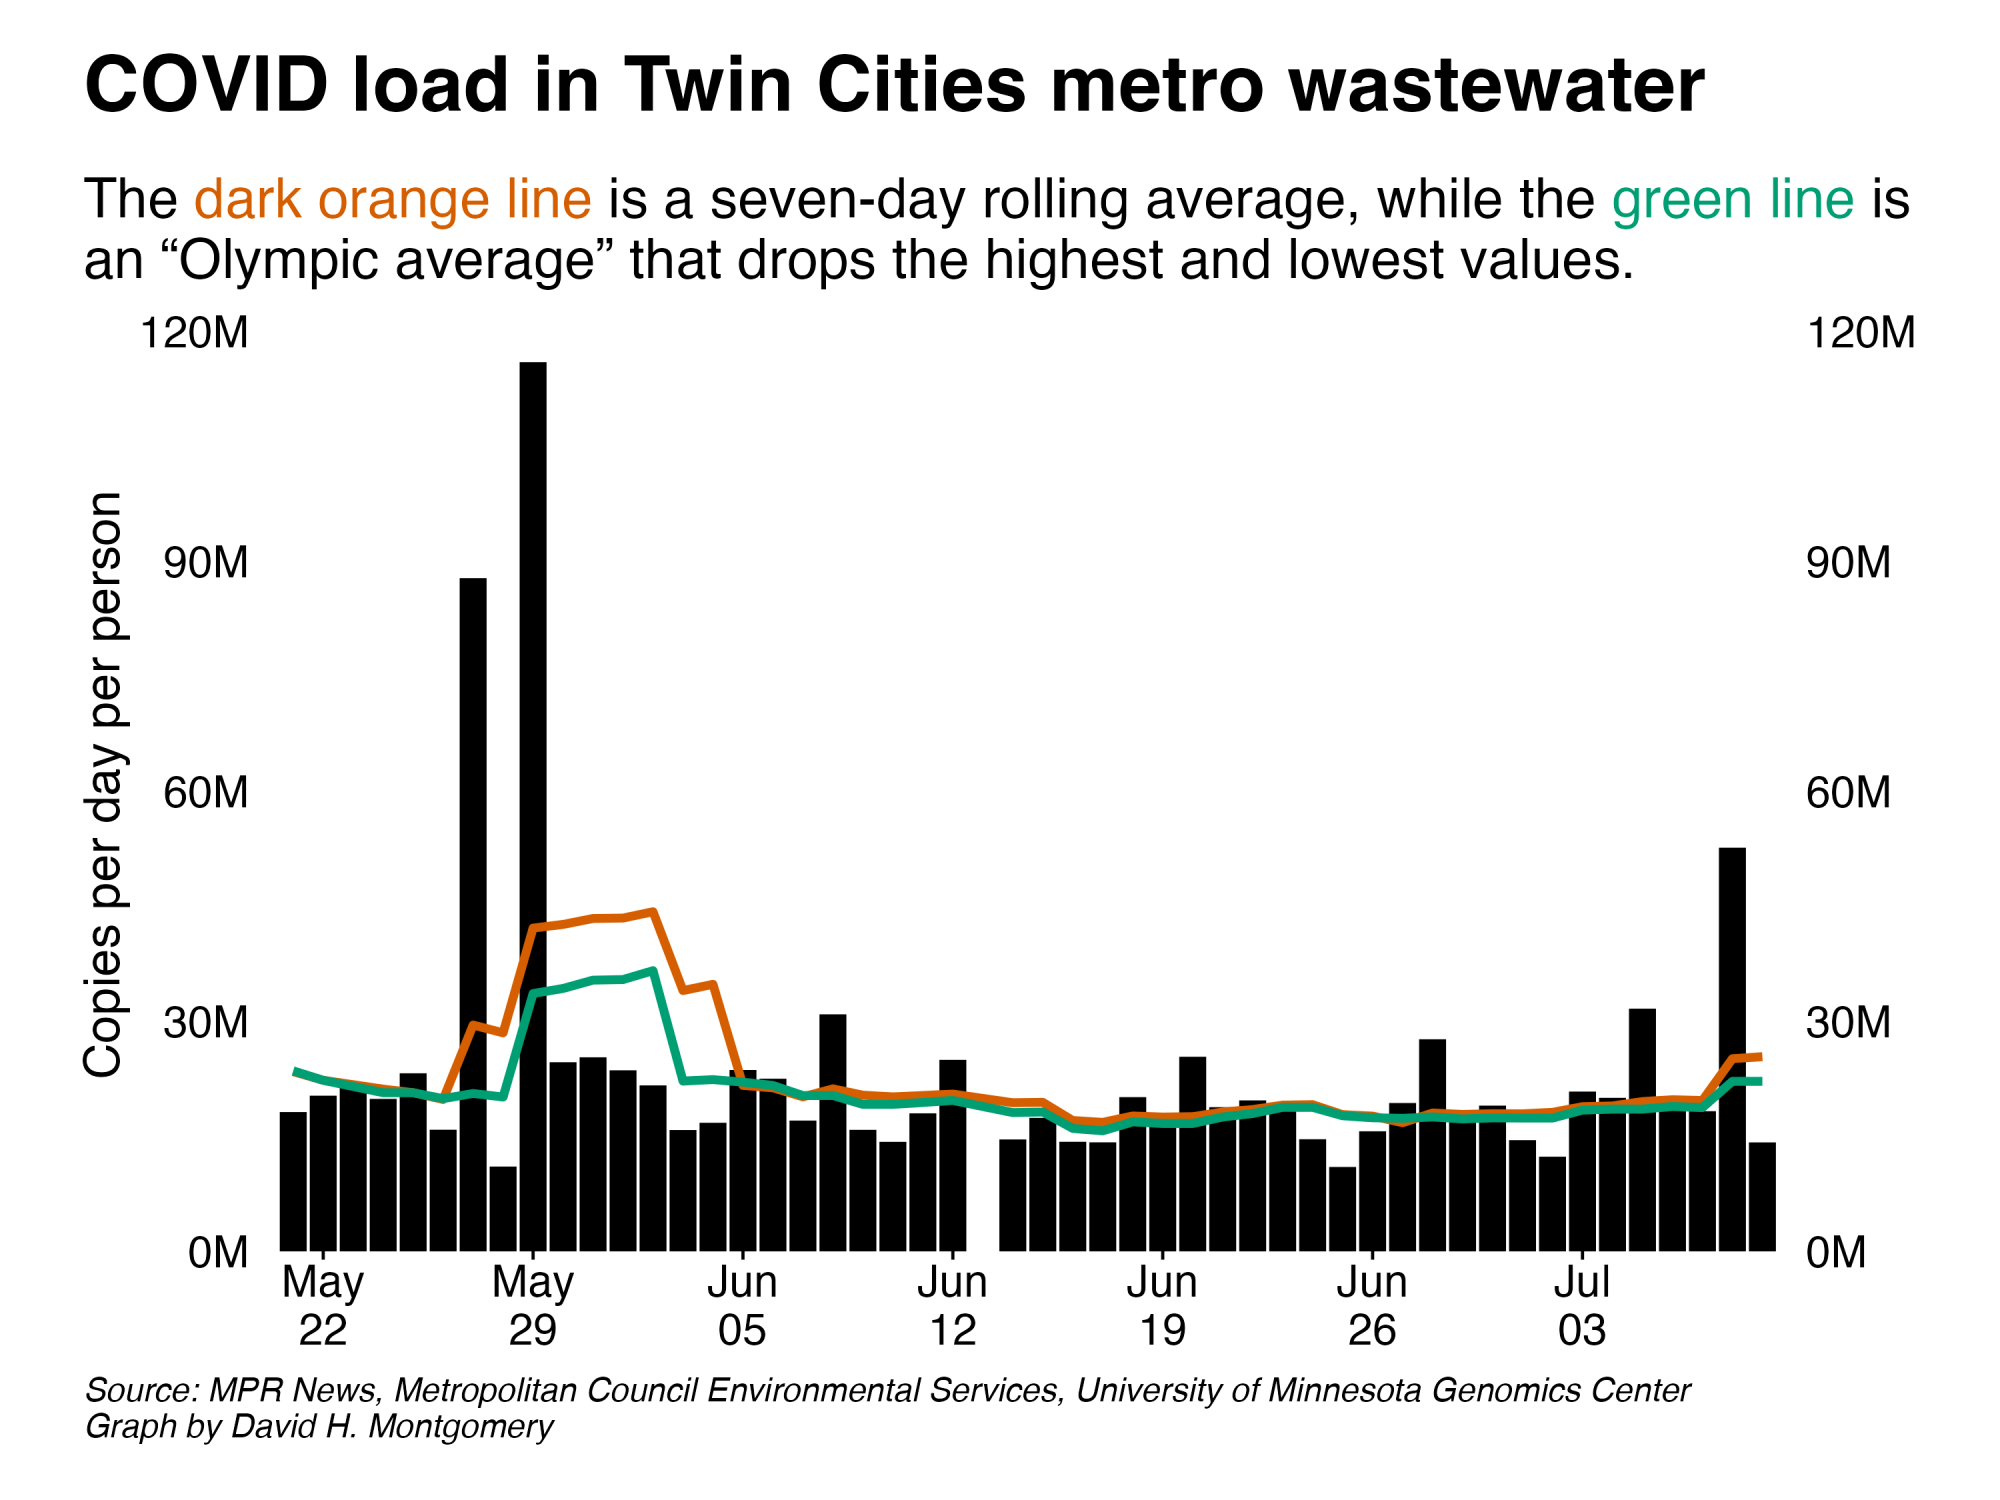 COVID load in Twin Cities metro wastewater
The dark orange line is a seven-day rolling average, while the green line is
an “Olympic average” that drops the highest and lowest values.
120M 120M
90M 90M
60M 60M
30M 30M
0M 0M
Copies per day per person
May May Jun Jun Jun Jun Jul
22 29 05 12 19 26 03
Source: MPR News, Metropolitan Council Environmental Services, University of Minnesota Genomics Center
Graph by David H. Montgomery